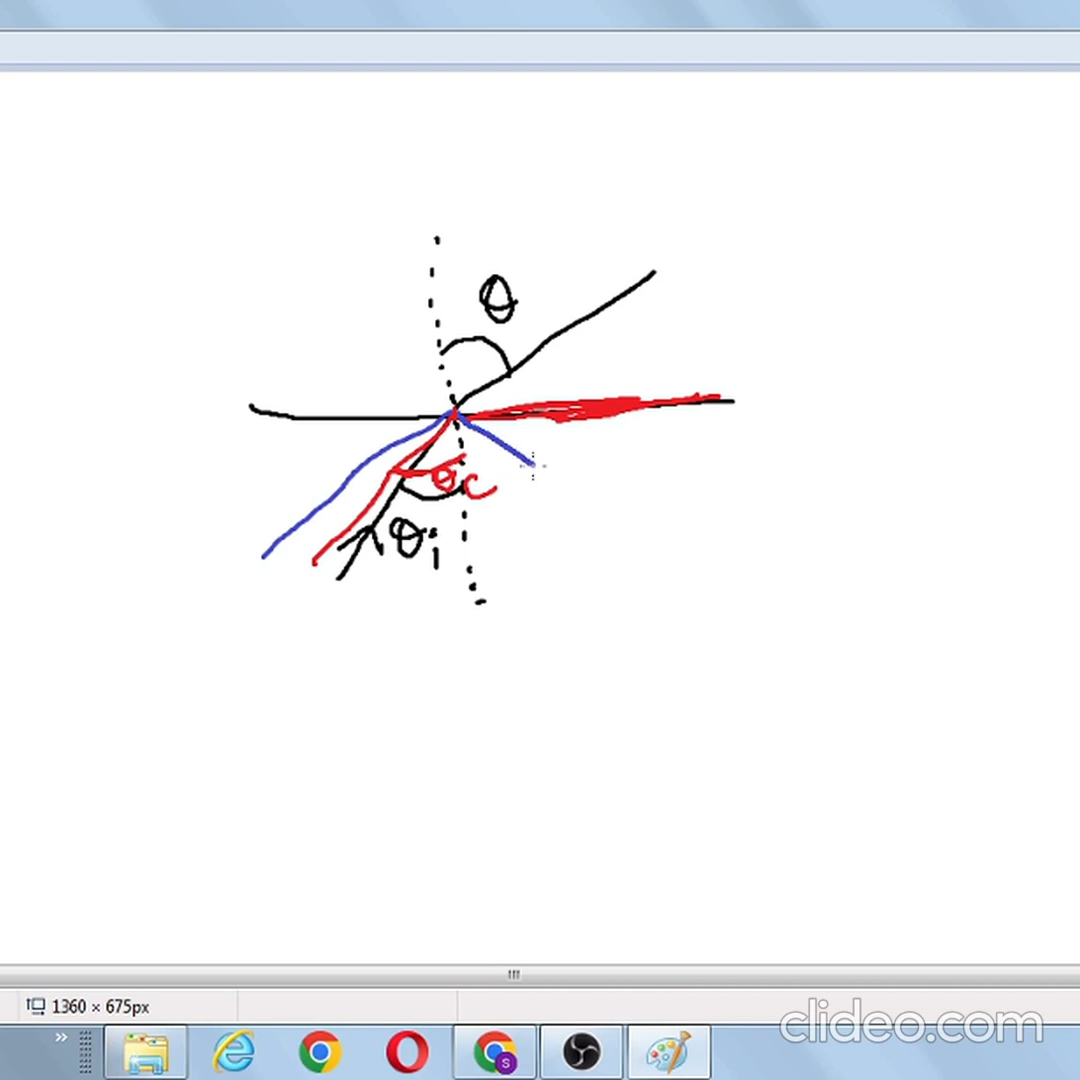 θ
θc
θi
1360 × 675px
»
S
clideo.com